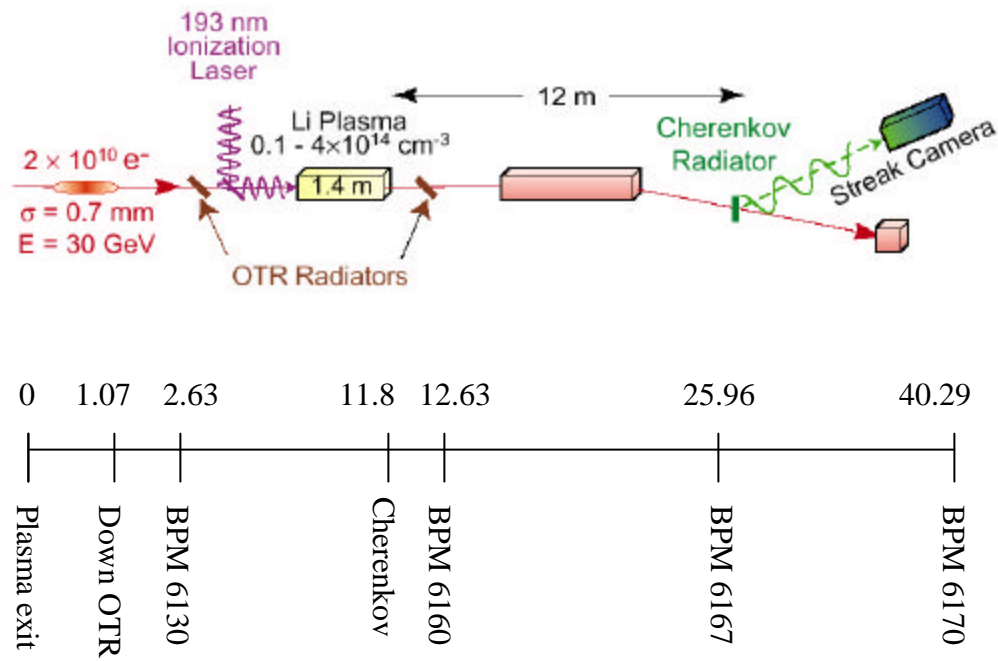 193 nm
Ionization
Laser
12 m
Li Plasma
0.1 - 4×10¹⁴ cm⁻³
Cherenkov
Radiator
Streak Camera
2 × 10¹⁰ e⁻
1.4 m
σ = 0.7 mm
E = 30 GeV
OTR Radiators
0 1.07 2.63 11.8 12.63 25.96 40.29
Plasma exit
Down OTR
BPM 6130
Cherenkov
BPM 6160
BPM 6167
BPM 6170